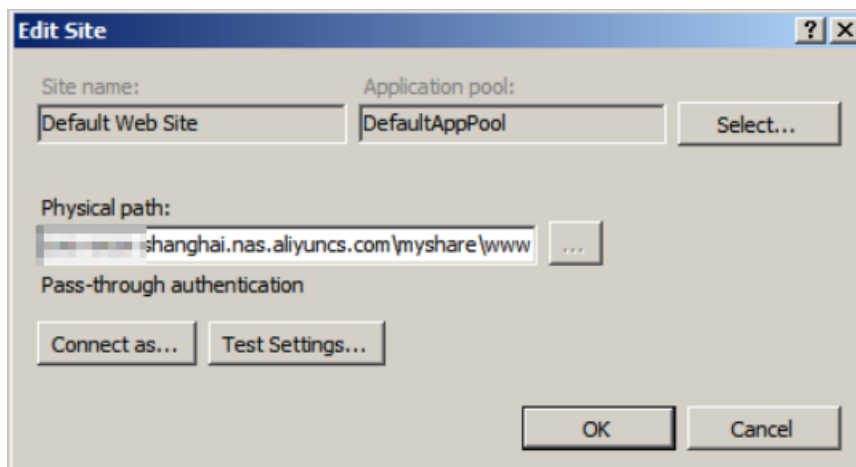 Edit Site
Site name:
Application pool:
Default Web Site
DefaultAppPool
Select...
Physical path:
shanghai.nas.aliyuncs.com\myshare\www
...
Pass-through authentication
Connect as...
Test Settings...
OK
Cancel